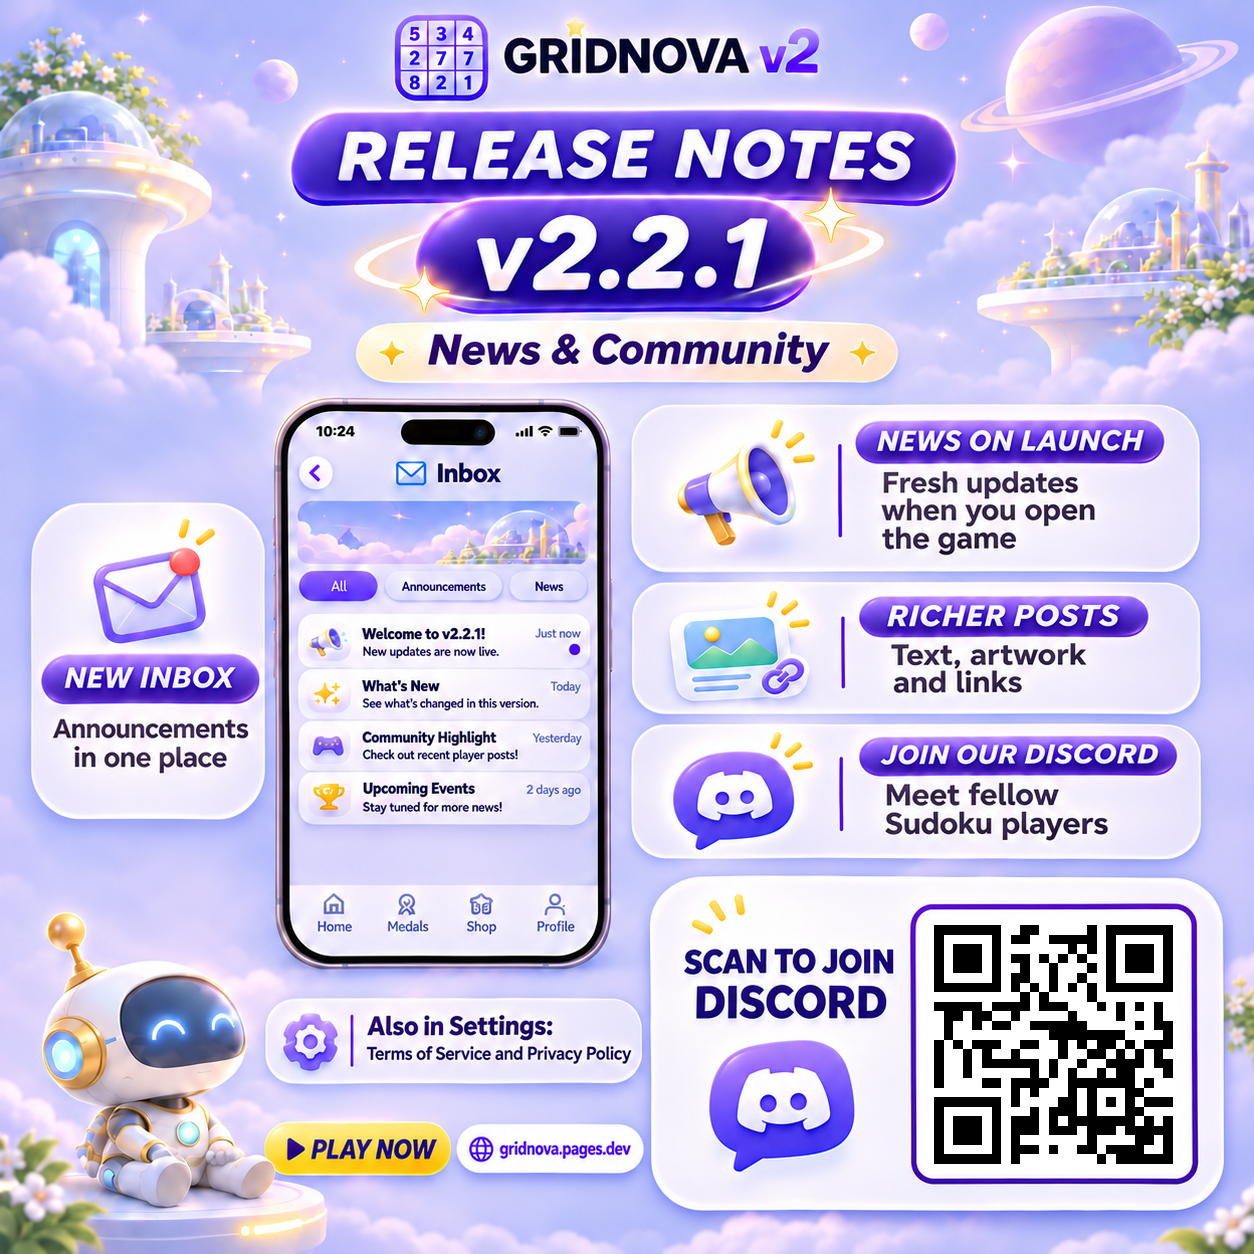 5 3 4
2 7 7
8 2 1
GRIDNOVA v2
RELEASE NOTES
v2.2.1
News & Community
NEW INBOX
Announcements
in one place
10:24
Inbox
All Announcements News
Welcome to v2.2.1! Just now
New updates are now live.
What's New Today
See what's changed in this version.
Community Highlight Yesterday
Check out recent player posts!
Upcoming Events 2 days ago
Stay tuned for more news!
Home Medals Shop Profile
NEWS ON LAUNCH
Fresh updates
when you open
the game
RICHER POSTS
Text, artwork
and links
JOIN OUR DISCORD
Meet fellow
Sudoku players
SCAN TO JOIN
DISCORD
Also in Settings:
Terms of Service and Privacy Policy
PLAY NOW
gridnova.pages.dev